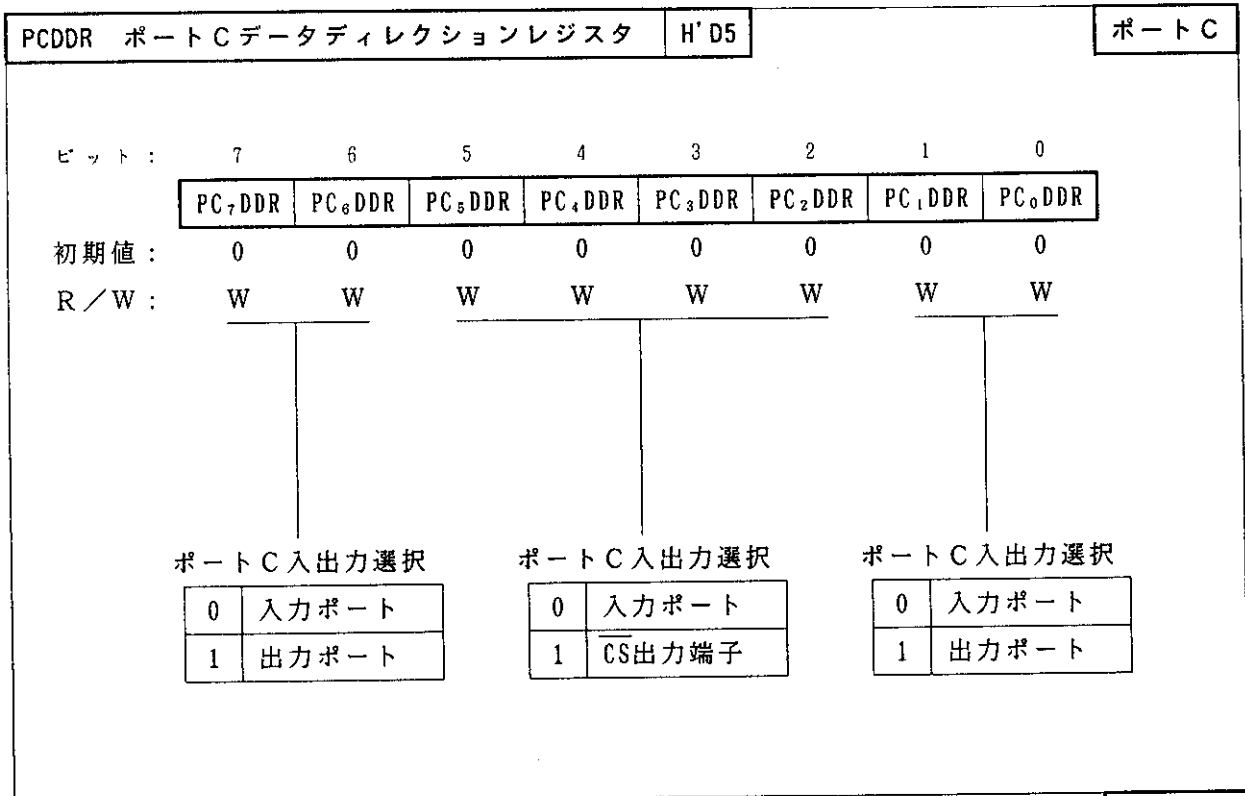 PCDDR ポートCデータディレクションレジスタ H'D5 ポートC
ビット： 7 6 5 4 3 2 1 0
PC₇DDR PC₆DDR PC₅DDR PC₄DDR PC₃DDR PC₂DDR PC₁DDR PC₀DDR
初期値： 0 0 0 0 0 0 0 0
R／W： W W W W W W W W
ポートC入出力選択 ポートC入出力選択 ポートC入出力選択
0 入力ポート 0 入力ポート 0 入力ポート
1 出力ポート 1 C̅S̅出力端子 1 出力ポート